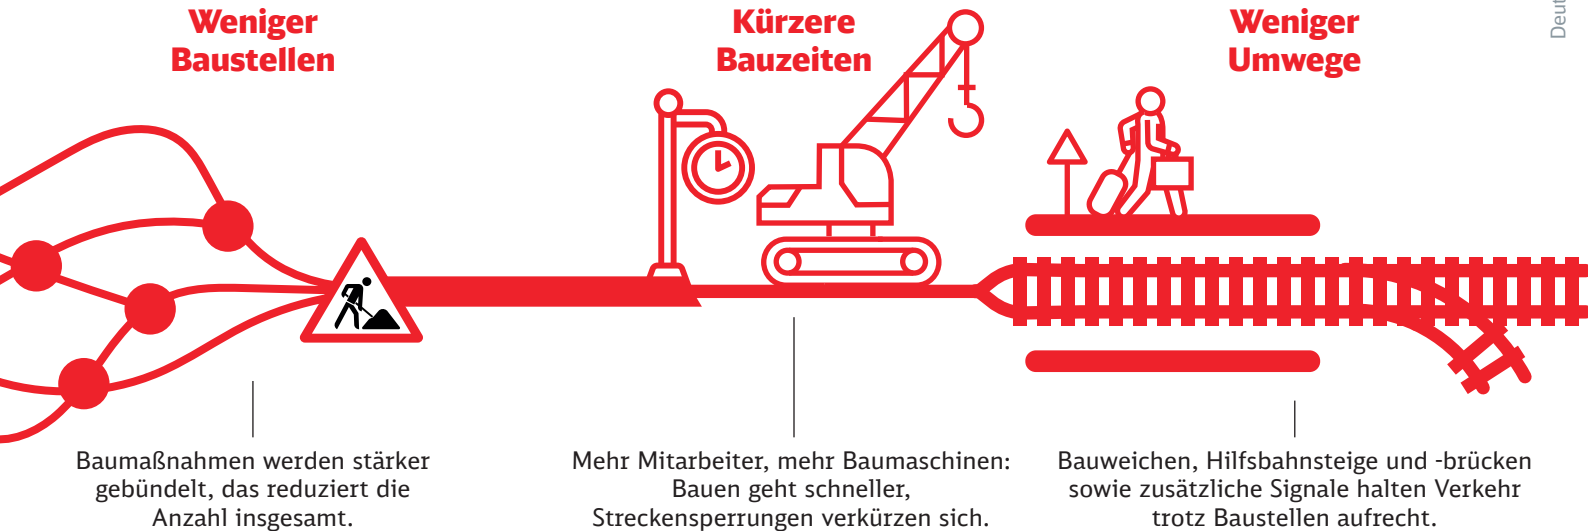 Weniger
Baustellen
Kürzere
Bauzeiten
Weniger
Umwege
Deut
Baumaßnahmen werden stärker
gebündelt, das reduziert die
Anzahl insgesamt.
Mehr Mitarbeiter, mehr Baumaschinen:
Bauen geht schneller,
Streckensperrungen verkürzen sich.
Bauweichen, Hilfsbahnsteige und -brücken
sowie zusätzliche Signale halten Verkehr
trotz Baustellen aufrecht.